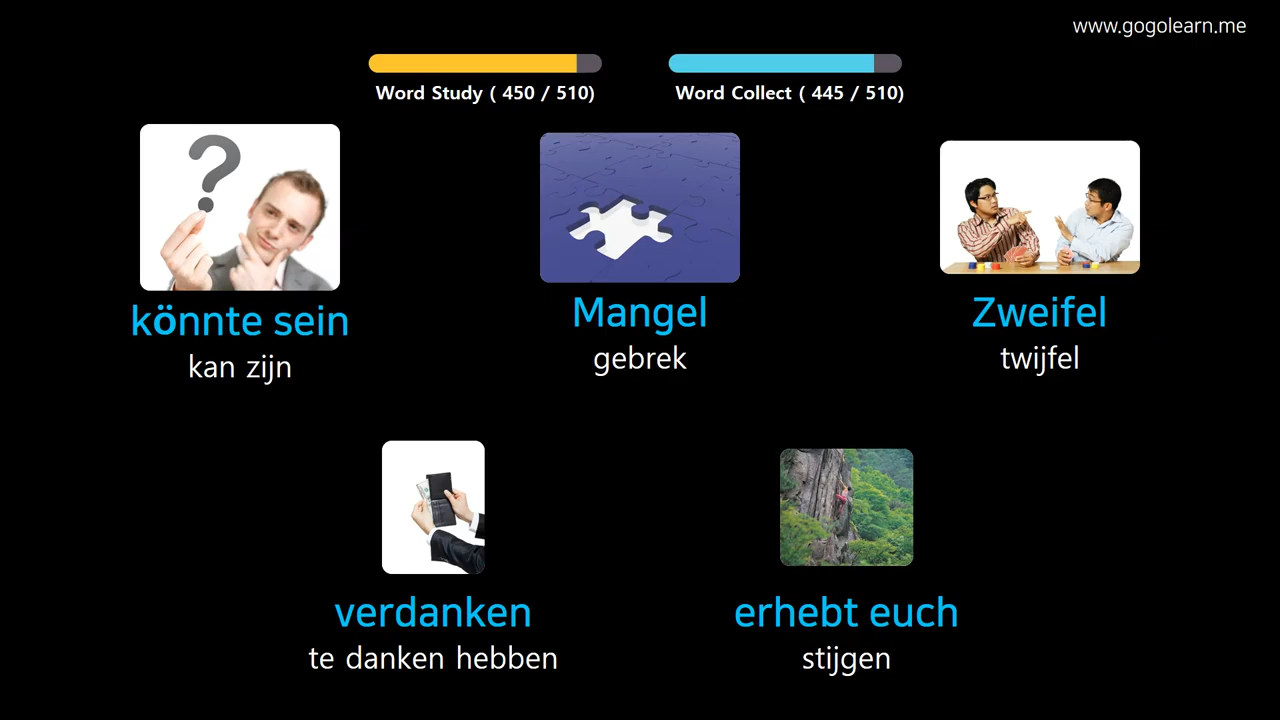 www.gogolearn.me
Word Study ( 450 / 510)
Word Collect ( 445 / 510)
könnte sein
kan zijn
Mangel
gebrek
Zweifel
twijfel
verdanken
te danken hebben
erhebt euch
stijgen